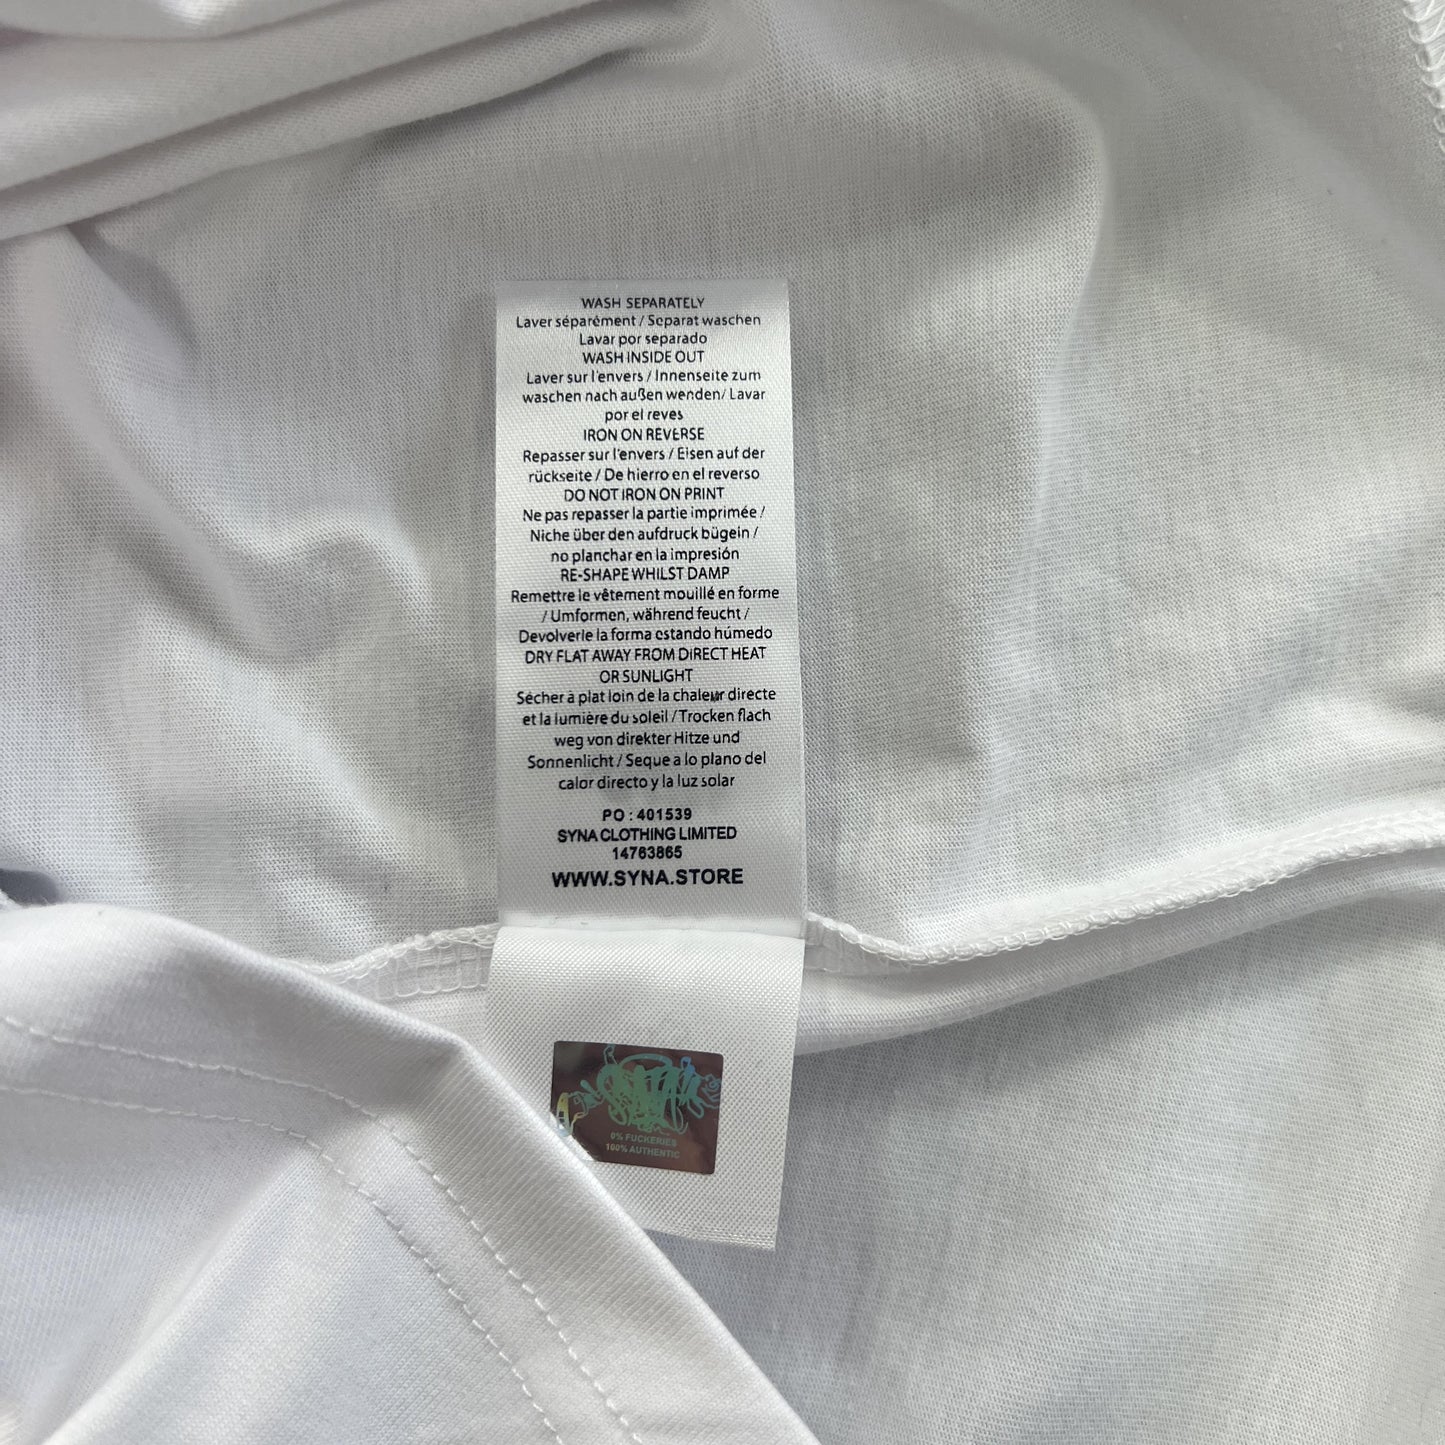 WASH SEPARATELY
Laver séparément / Separat waschen
Lavar por separado
WASH INSIDE OUT
Laver sur l'envers / Innenseite zum
waschen nach außen wenden/ Lavar
por el reves
IRON ON REVERSE
Repasser sur l'envers / Eisen auf der
rückseite / De hierro en el reverso
DO NOT IRON ON PRINT
Ne pas repasser la partie imprimée /
Niche über den aufdruck bügein /
no planchar en la impresión
RE-SHAPE WHILST DAMP
Remettre le vêtement mouillé en forme
/ Umformen, während feucht /
Devolverle la forma estando húmedo
DRY FLAT AWAY FROM DIRECT HEAT
OR SUNLIGHT
Sécher à plat loin de la chaleur directe
et la lumière du soleil / Trocken flach
weg von direkter Hitze und
Sonnenlicht / Seque a lo plano del
calor directo y la luz solar
PO : 401539
SYNA CLOTHING LIMITED
14763865
WWW.SYNA.STORE
0% FUCKERIES
100% AUTHENTIC